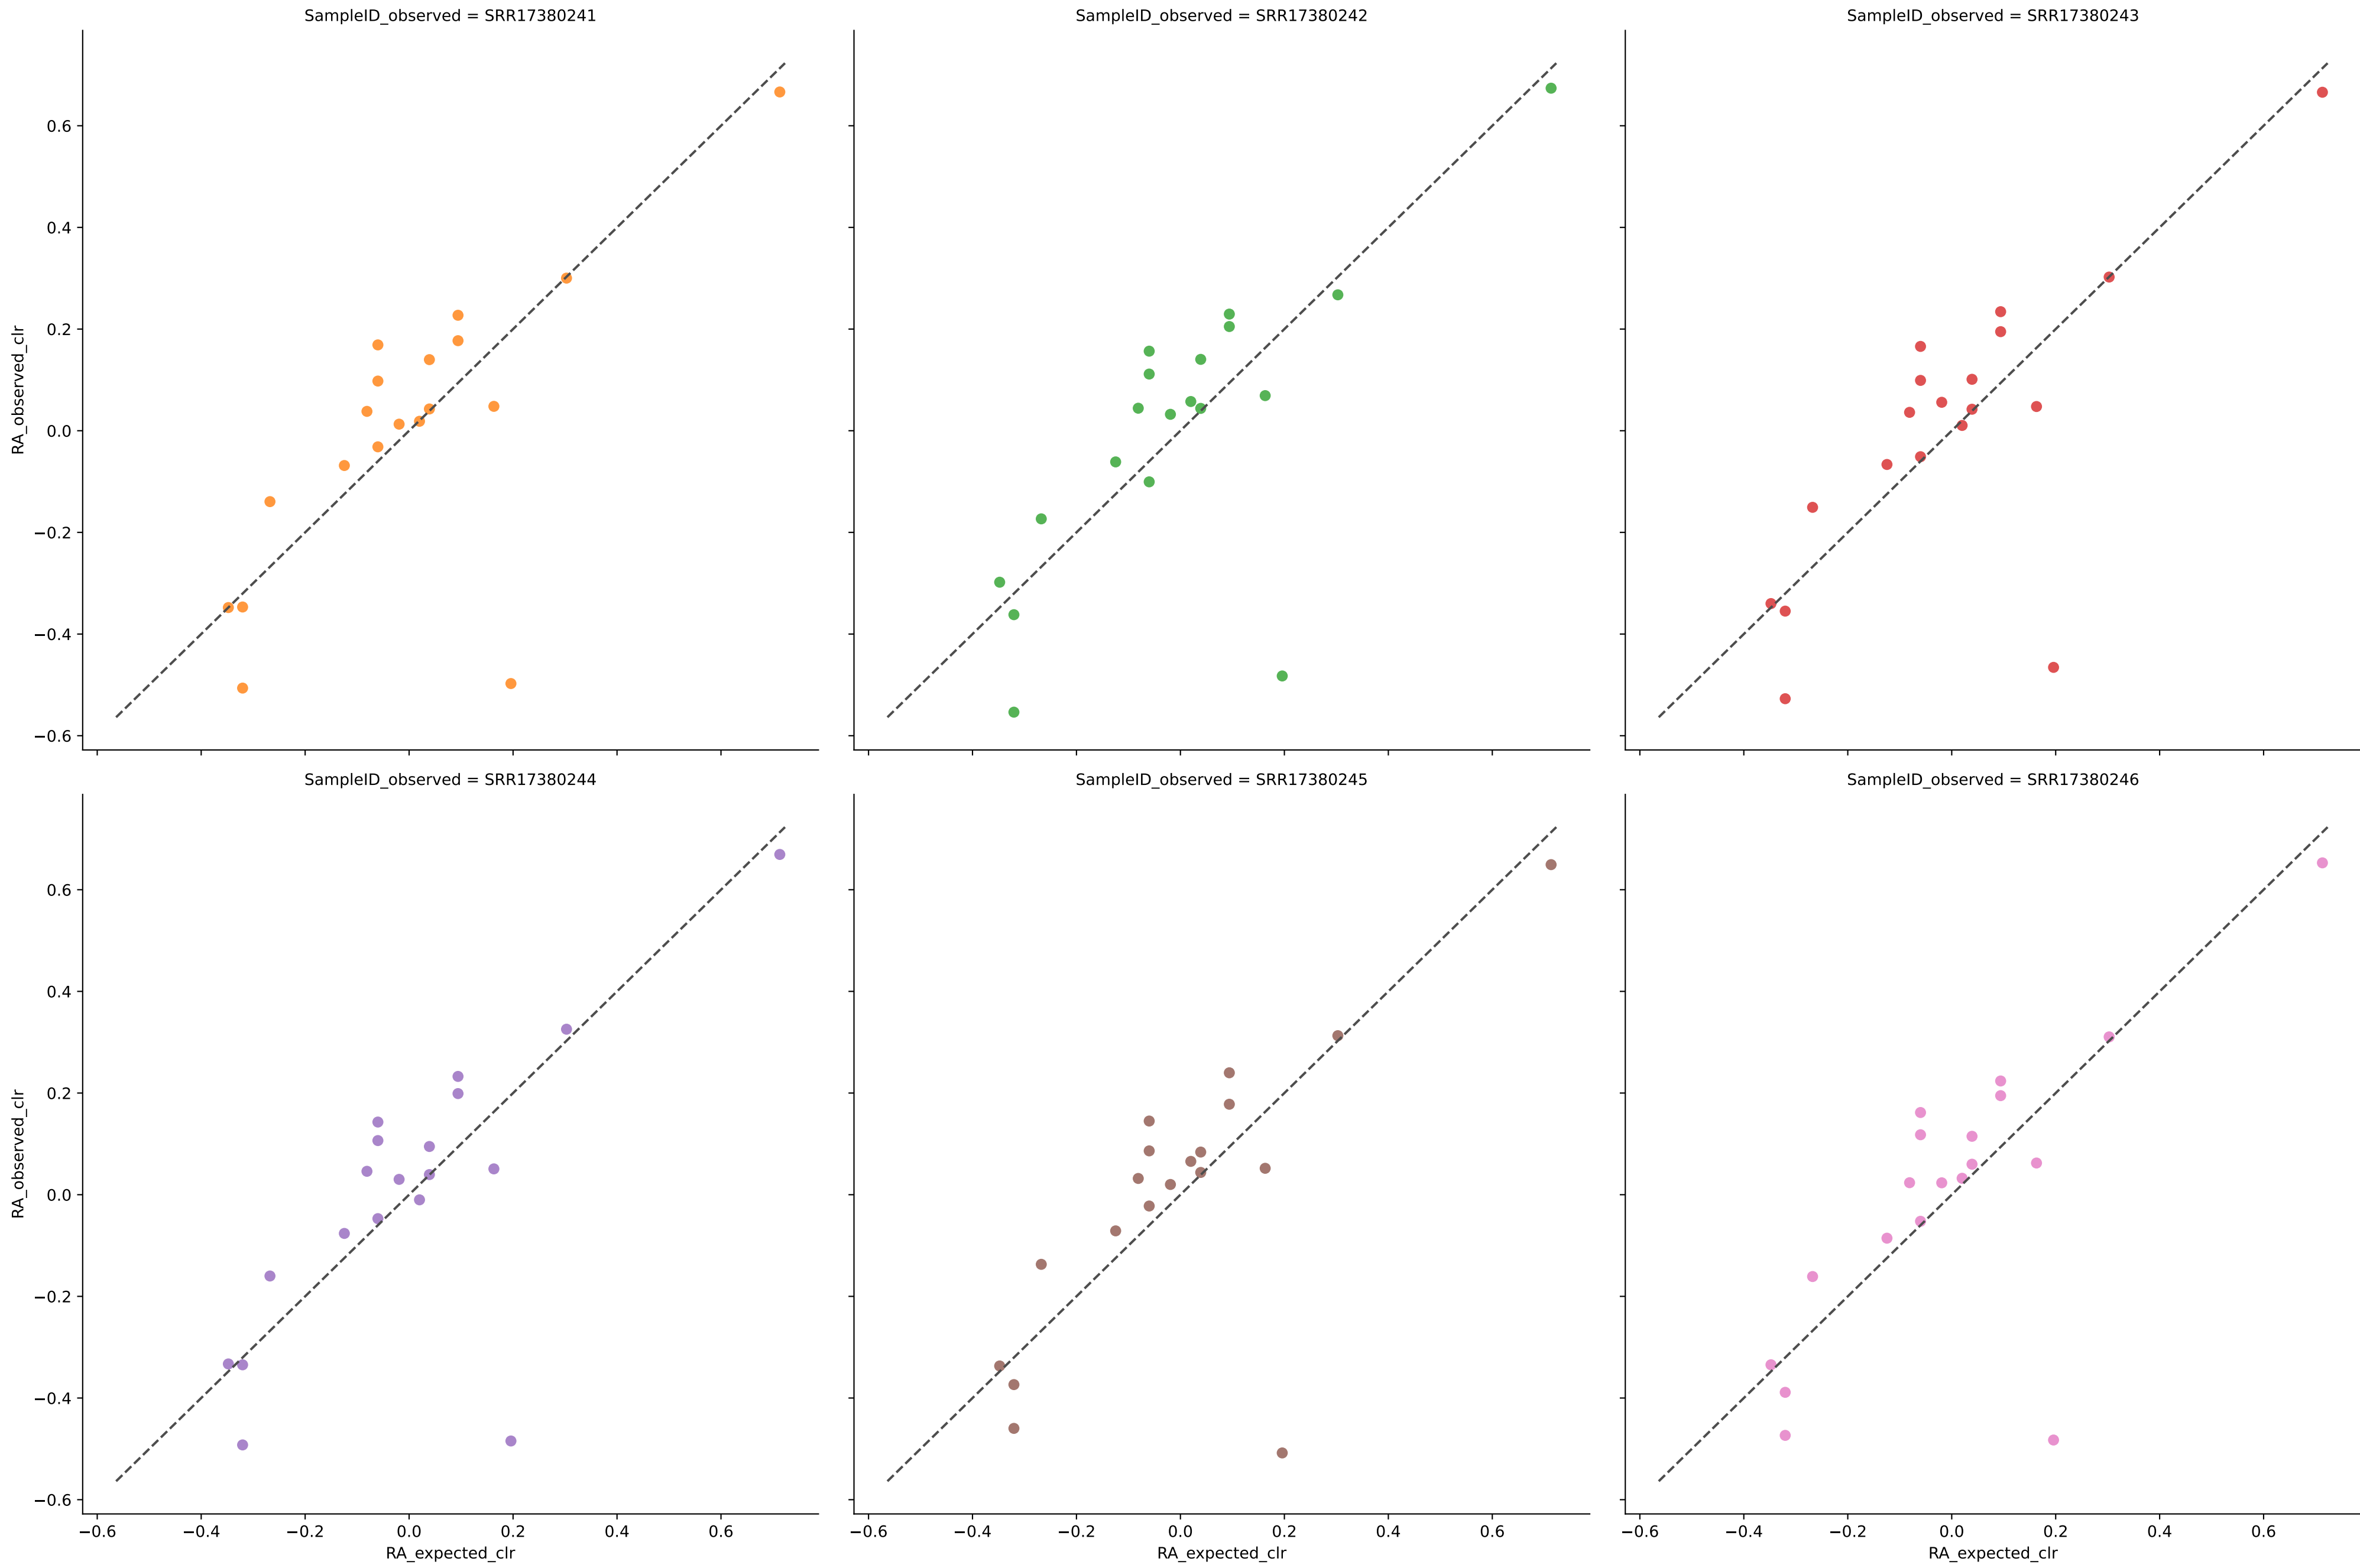 SampleID_observed = SRR17380241
SampleID_observed = SRR17380242
SampleID_observed = SRR17380243
RA_observed_clr
0.6
0.4
0.2
0.0
−0.2
−0.4
−0.6
SampleID_observed = SRR17380244
SampleID_observed = SRR17380245
SampleID_observed = SRR17380246
RA_observed_clr
0.6
0.4
0.2
0.0
−0.2
−0.4
−0.6
−0.6 −0.4 −0.2 0.0 0.2 0.4 0.6
−0.6 −0.4 −0.2 0.0 0.2 0.4 0.6
−0.6 −0.4 −0.2 0.0 0.2 0.4 0.6
RA_expected_clr
RA_expected_clr
RA_expected_clr